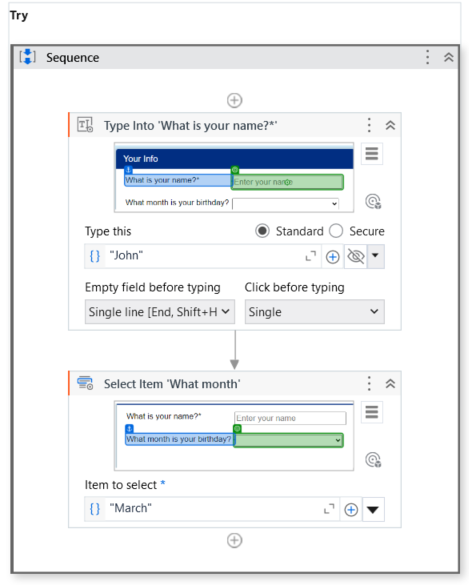 Try
Sequence
Type Into 'What is your name?*'
Your Info
What is your name?* Enter your name
What month is your birthday?
Type this Standard Secure
{} "John"
Empty field before typing Click before typing
Single line [End, Shift+H Single
Select Item 'What month'
What is your name?* Enter your name
What month is your birthday?
Item to select *
{} "March"